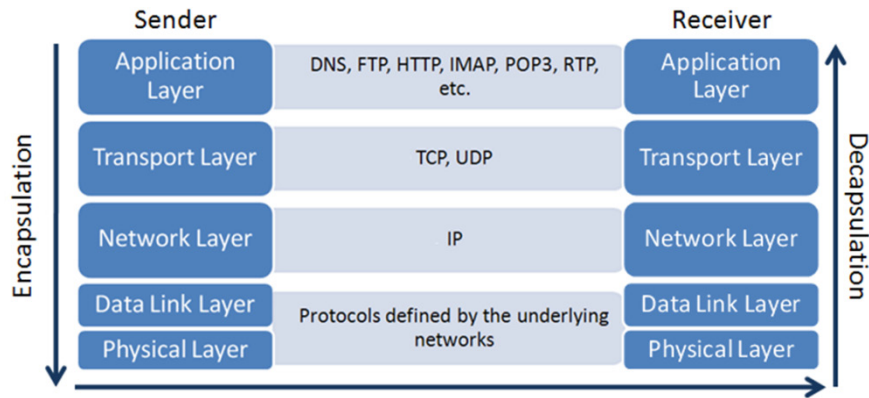 Sender
Receiver
Application
Layer
DNS, FTP, HTTP, IMAP, POP3, RTP,
etc.
Application
Layer
Transport Layer
TCP, UDP
Transport Layer
Network Layer
IP
Network Layer
Data Link Layer
Physical Layer
Protocols defined by the underlying
networks
Data Link Layer
Physical Layer
Encapsulation
Decapsulation